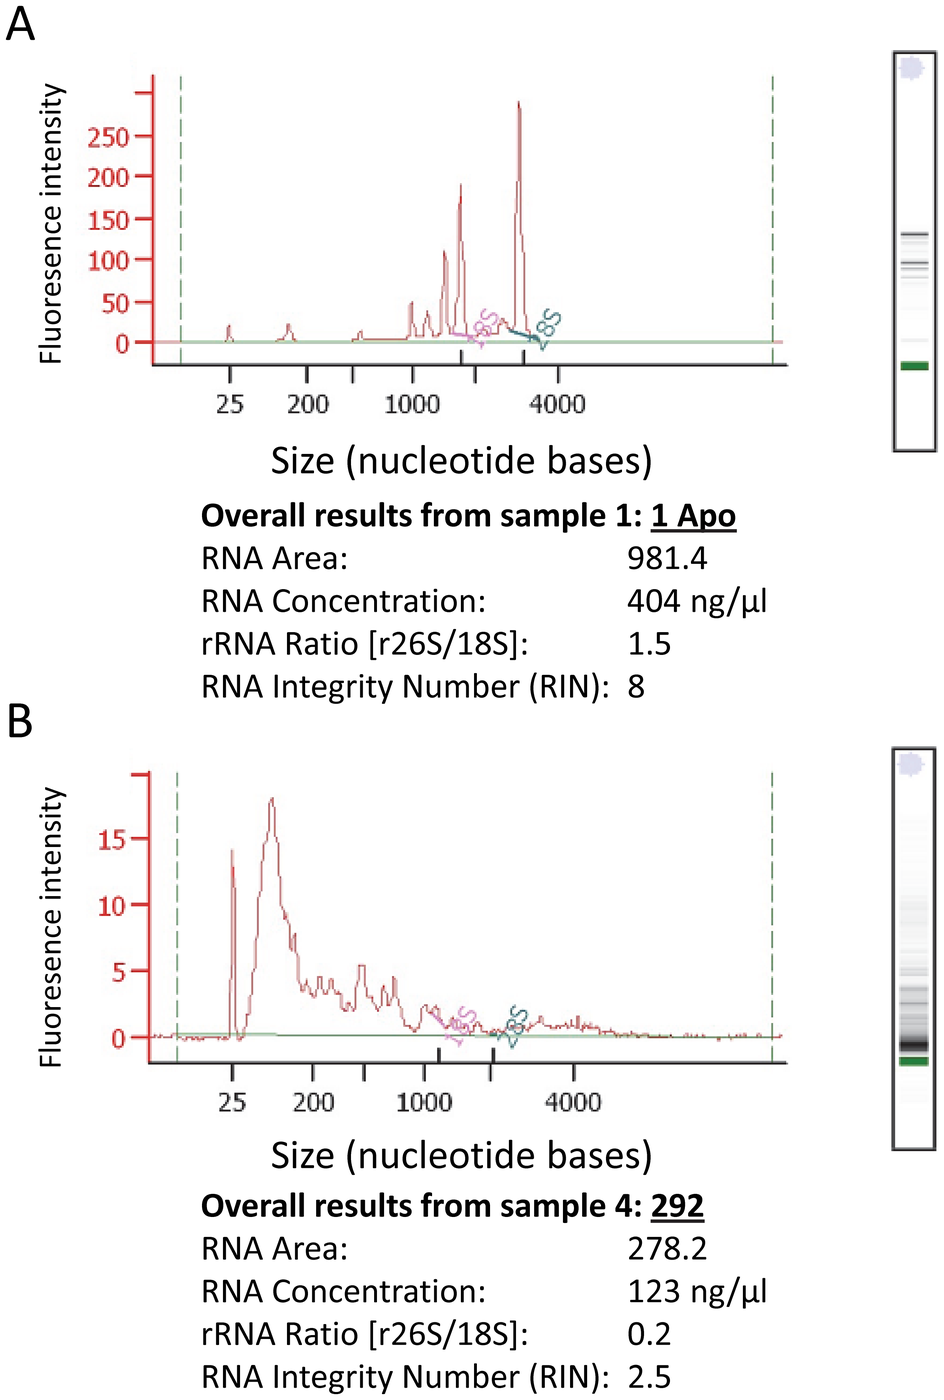 A
Fluoresence intensity
250
200
150
100
50
0
18S
28S
25 200 1000 4000
Size (nucleotide bases)
Overall results from sample 1: 1 Apo
RNA Area: 981.4
RNA Concentration: 404 ng/µl
rRNA Ratio [r26S/18S]: 1.5
RNA Integrity Number (RIN): 8
B
Fluoresence intensity
15
10
5
0
18S
28S
25 200 1000 4000
Size (nucleotide bases)
Overall results from sample 4: 292
RNA Area: 278.2
RNA Concentration: 123 ng/µl
rRNA Ratio [r26S/18S]: 0.2
RNA Integrity Number (RIN): 2.5